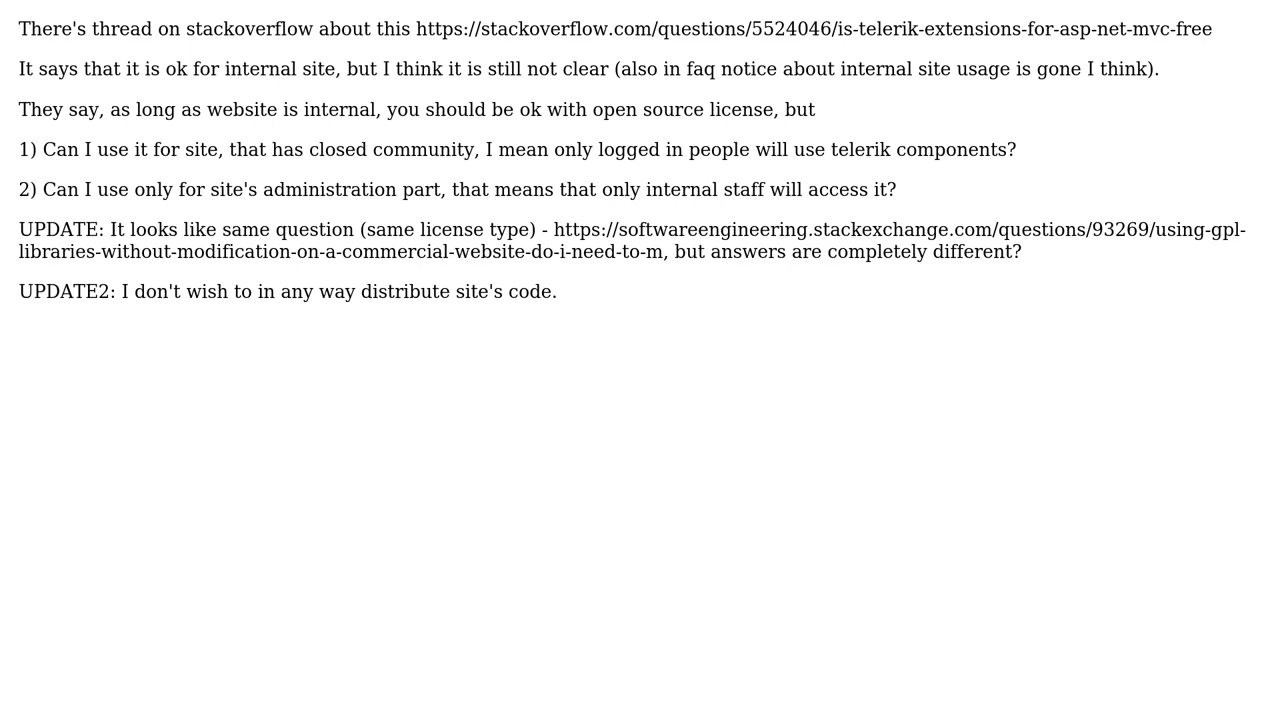 There's thread on stackoverflow about this https://stackoverflow.com/questions/5524046/is-telerik-extensions-for-asp-net-mvc-free
It says that it is ok for internal site, but I think it is still not clear (also in faq notice about internal site usage is gone I think).
They say, as long as website is internal, you should be ok with open source license, but
1) Can I use it for site, that has closed community, I mean only logged in people will use telerik components?
2) Can I use only for site's administration part, that means that only internal staff will access it?
UPDATE: It looks like same question (same license type) - https://softwareengineering.stackexchange.com/questions/93269/using-gpl-
libraries-without-modification-on-a-commercial-website-do-i-need-to-m, but answers are completely different?
UPDATE2: I don't wish to in any way distribute site's code.